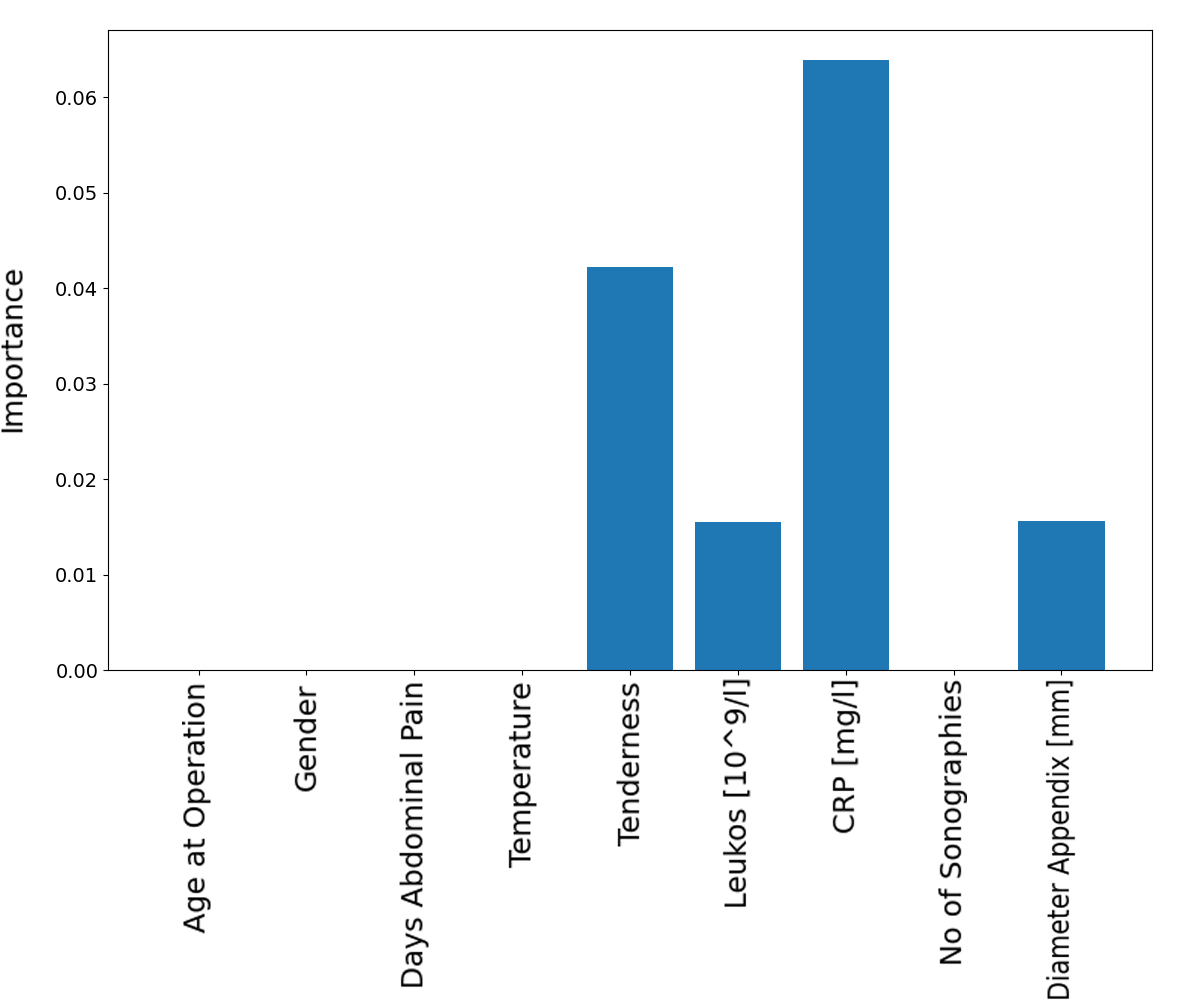 Importance
0.06
0.05
0.04
0.03
0.02
0.01
0.00
Age at Operation
Gender
Days Abdominal Pain
Temperature
Tenderness
Leukos [10^9/l]
CRP [mg/l]
No of Sonographies
Diameter Appendix [mm]